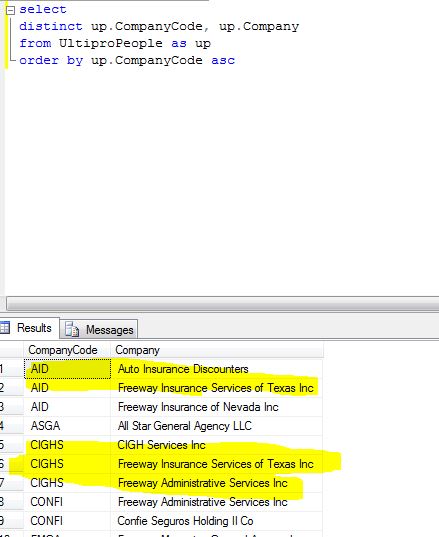 select
distinct up.CompanyCode, up.Company
from UltiproPeople as up
order by up.CompanyCode asc
Results Messages
CompanyCode Company
1 AID Auto Insurance Discounters
2 AID Freeway Insurance Services of Texas Inc
3 AID Freeway Insurance of Nevada Inc
4 ASGA All Star General Agency LLC
5 CIGHS CIGH Services Inc
6 CIGHS Freeway Insurance Services of Texas Inc
7 CIGHS Freeway Administrative Services Inc
8 CONFI Freeway Administrative Services Inc
9 CONFI Confie Seguros Holding II Co